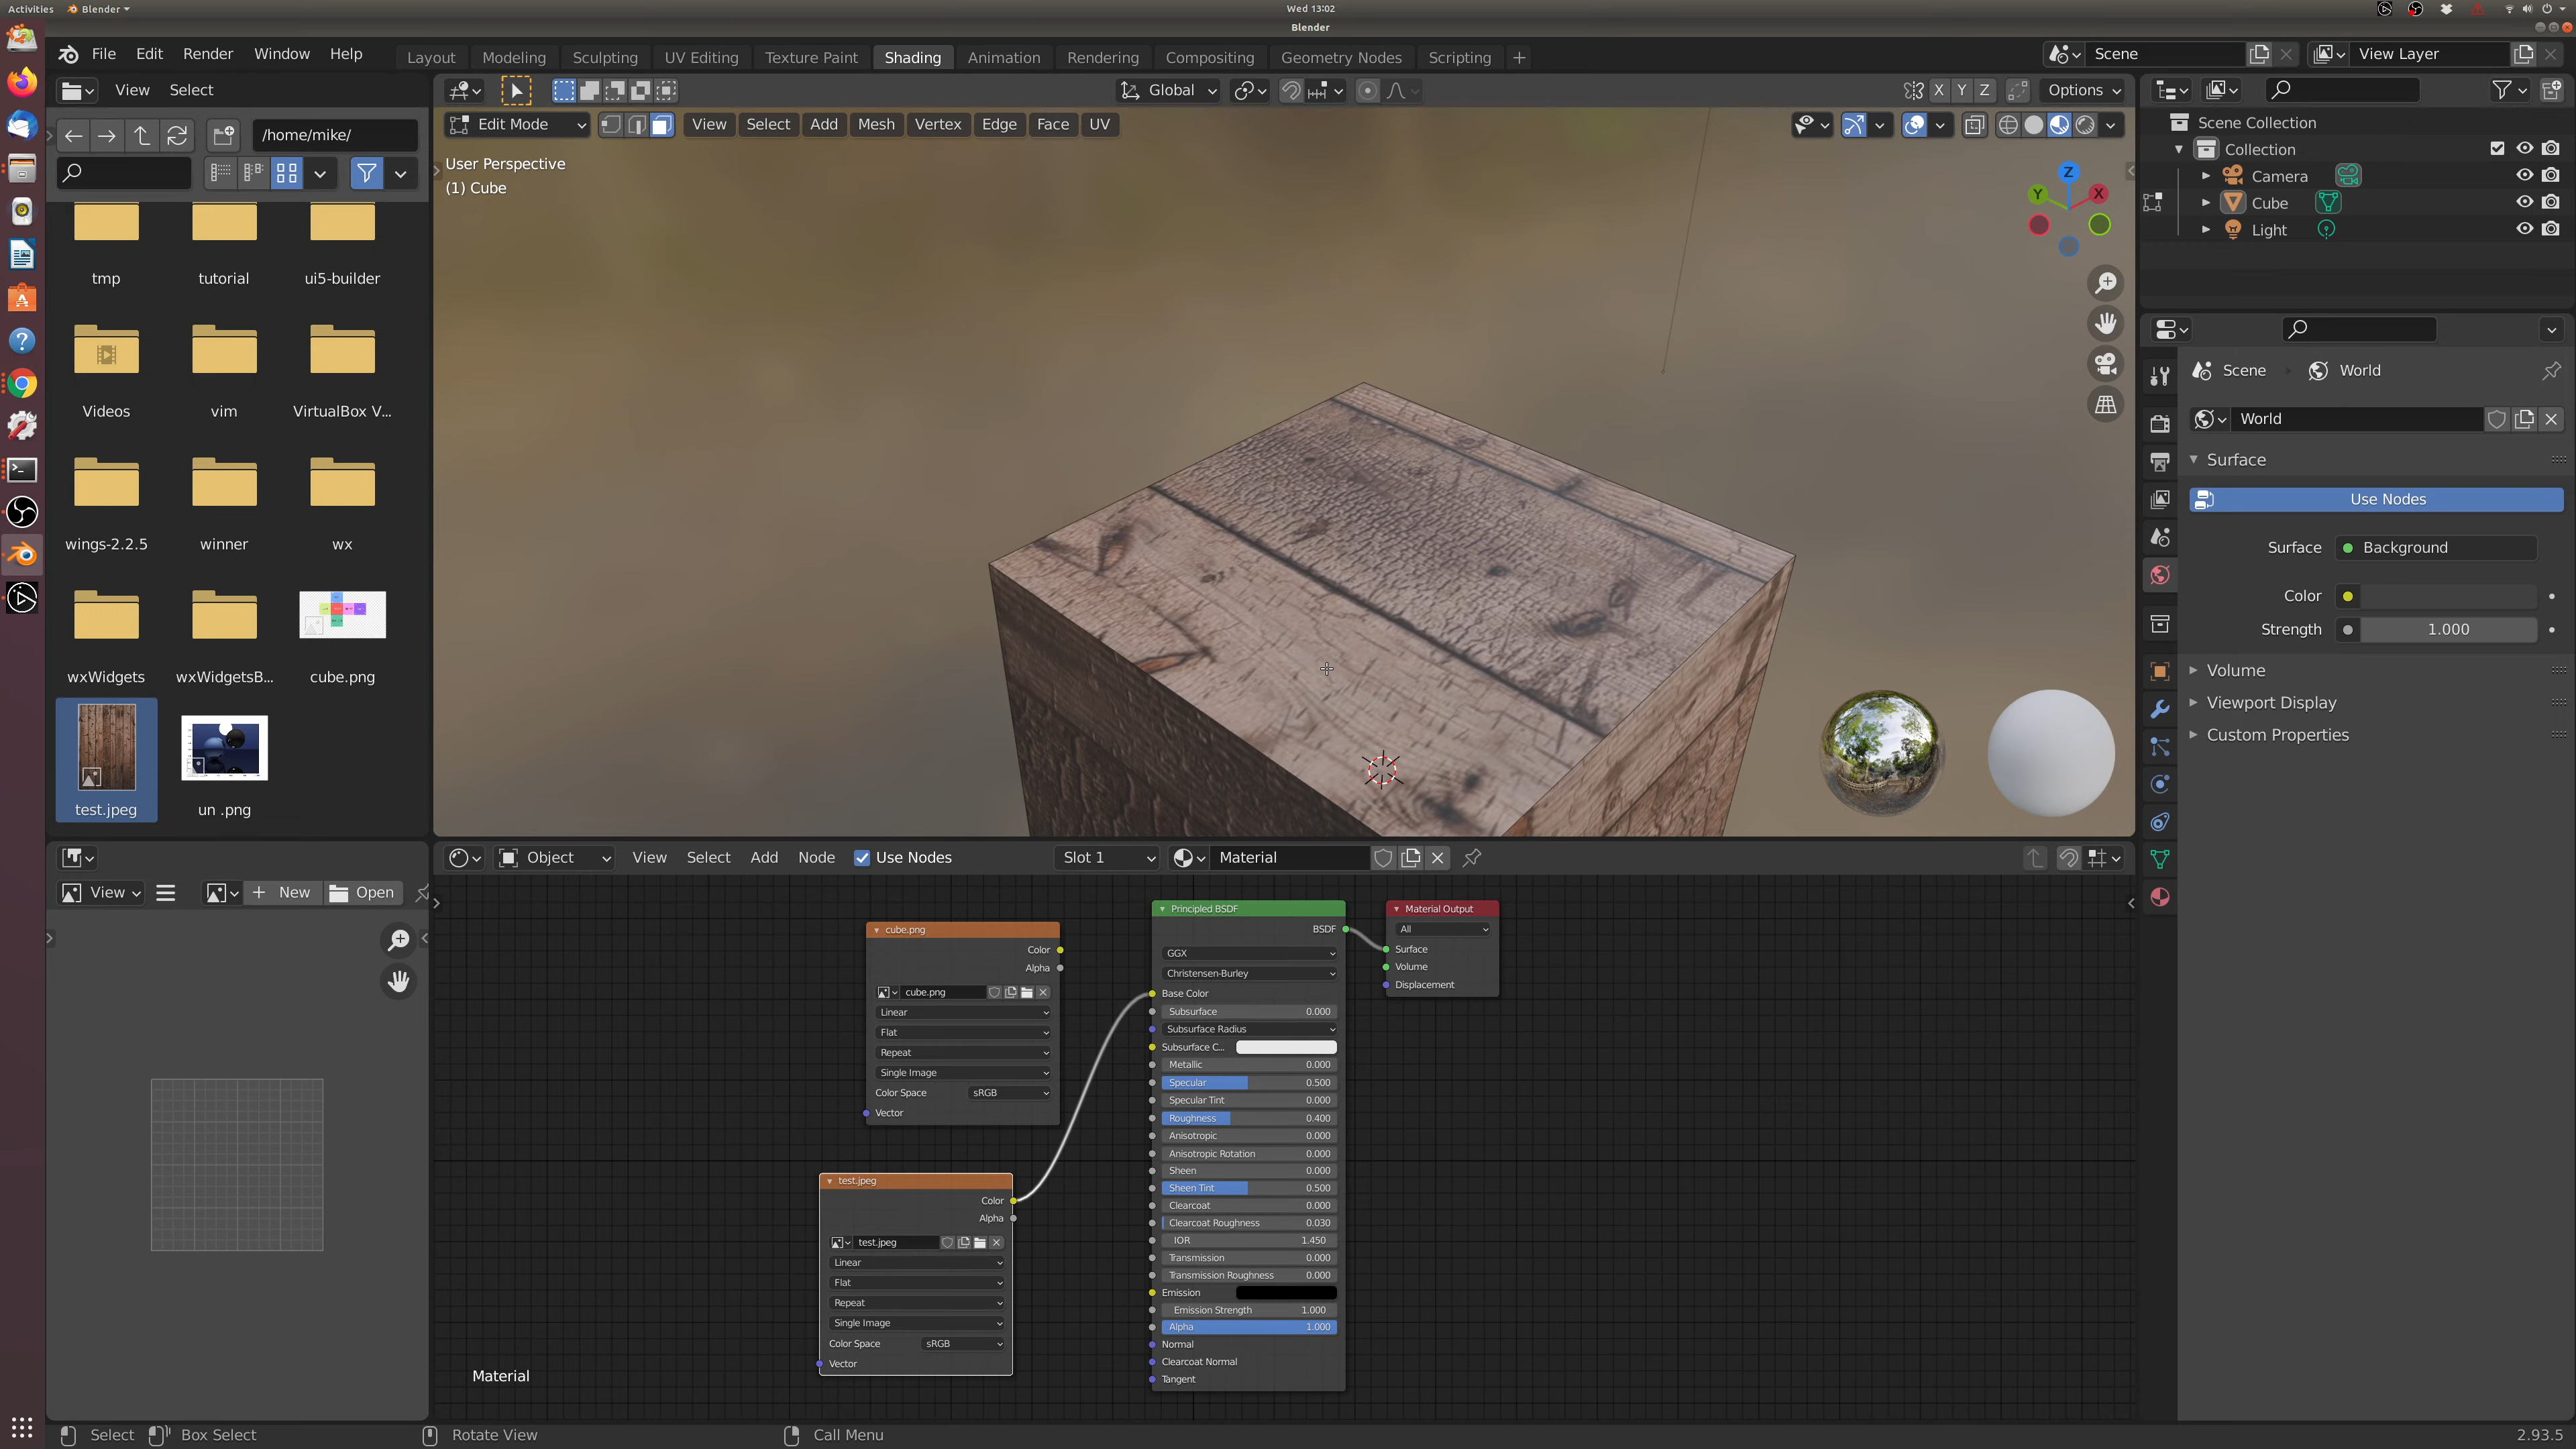 Activities Blender Wed 13:02
Blender
File Edit Render Window Help Layout Modeling Sculpting UV Editing Texture Paint Shading Animation Rendering Compositing Geometry Nodes Scripting + Scene View Layer
View Select
Global X Y Z Options
/home/mike/
Edit Mode View Select Add Mesh Vertex Edge Face UV
User Perspective
(1) Cube
Z
Y X
tmp tutorial ui5-builder
Videos vim VirtualBox V...
wings-2.2.5 winner wx
wxWidgets wxWidgetsB... cube.png
test.jpeg un .png
Scene Collection
Collection
Camera
Cube
Light
Scene World
World
Surface
Use Nodes
Surface Background
Color
Strength 1.000
Volume
Viewport Display
Custom Properties
View New Open
Object View Select Add Node Use Nodes Slot 1 Material
cube.png
Color
Alpha
cube.png
Linear
Flat
Repeat
Single Image
Color Space sRGB
Vector
test.jpeg
Color
Alpha
test.jpeg
Linear
Flat
Repeat
Single Image
Color Space sRGB
Vector
Principled BSDF
BSDF
GGX
Christensen-Burley
Base Color
Subsurface 0.000
Subsurface Radius
Subsurface C...
Metallic 0.000
Specular 0.500
Specular Tint 0.000
Roughness 0.400
Anisotropic 0.000
Anisotropic Rotation 0.000
Sheen 0.000
Sheen Tint 0.500
Clearcoat 0.000
Clearcoat Roughness 0.030
IOR 1.450
Transmission 0.000
Transmission Roughness 0.000
Emission
Emission Strength 1.000
Alpha 1.000
Normal
Clearcoat Normal
Tangent
Material Output
All
Surface
Volume
Displacement
Material
Select Box Select Rotate View Call Menu 2.93.5